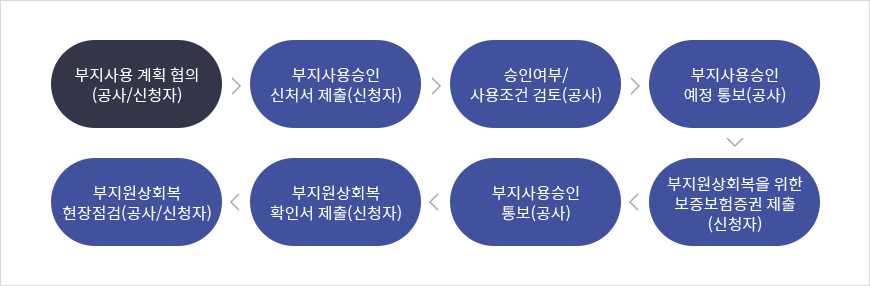 부지사용 계획 협의
(공사/신청자)
부지사용승인
신처서 제출(신청자)
승인여부/
사용조건 검토(공사)
부지사용승인
예정 통보(공사)
부지원상회복을 위한
보증보험증권 제출
(신청자)
부지사용승인
통보(공사)
부지원상회복
확인서 제출(신청자)
부지원상회복
현장점검(공사/신청자)